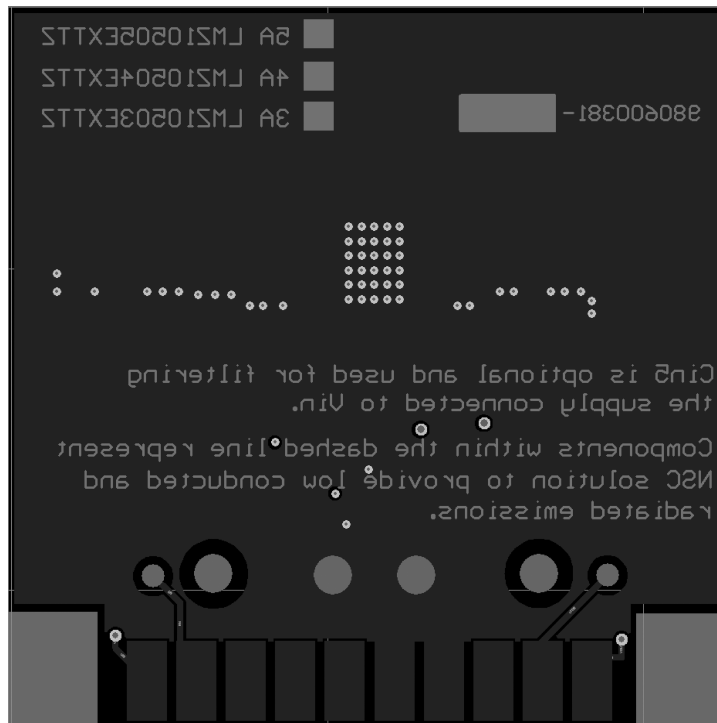 5A LMZ10505EXTTZ
4A LMZ10504EXTTZ
3A LMZ10503EXTTZ
980600381-
Cin5 is optional and used for filtering
the supply connected to Vin.
Components within the dashed line represent
NSC solution to provide low conducted and
radiated emissions.